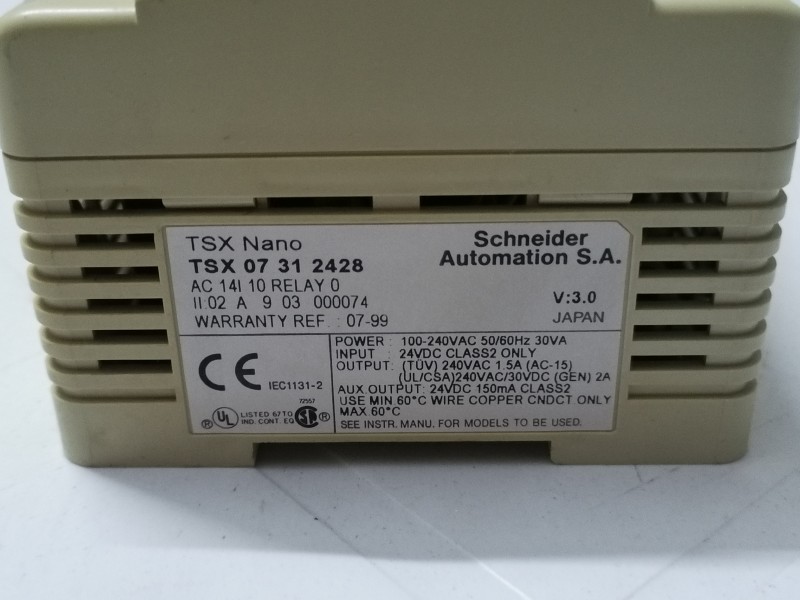 TSX Nano
TSX 07 31 2428
AC 14I 10 RELAY 0
II 02 A 9 03 000074
WARRANTY REF. : 07-99
Schneider
Automation S.A.
V:3.0
JAPAN
CE
IEC1131-2
72557
® UL LISTED 67T0
IND. CONT. EQ SA ®
POWER : 100-240VAC 50/60Hz 30VA
INPUT : 24VDC CLASS2 ONLY
OUTPUT: (TÜV) 240VAC 1.5A (AC-15)
(UL/CSA)240VAC/30VDC (GEN) 2A
AUX OUTPUT: 24VDC 150mA CLASS2
USE MIN.60°C WIRE COPPER CNDCT ONLY
MAX.60°C
SEE INSTR. MANU. FOR MODELS TO BE USED.